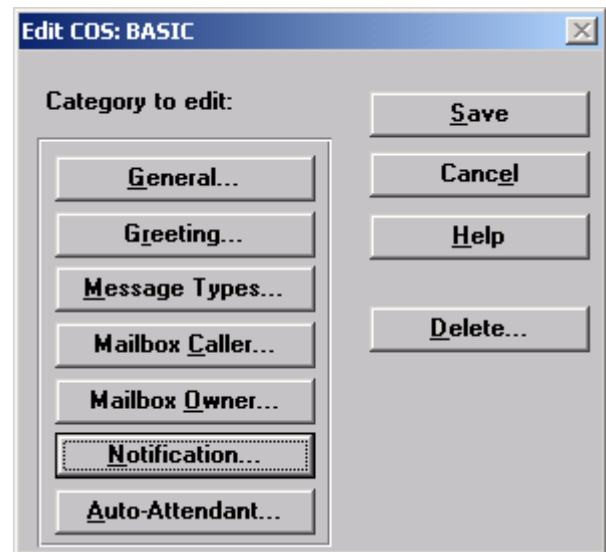 Edit COS: BASIC
Category to edit:
General...
Greeting...
Message Types...
Mailbox Caller...
Mailbox Owner...
Notification...
Auto-Attendant...
Save
Cancel
Help
Delete...